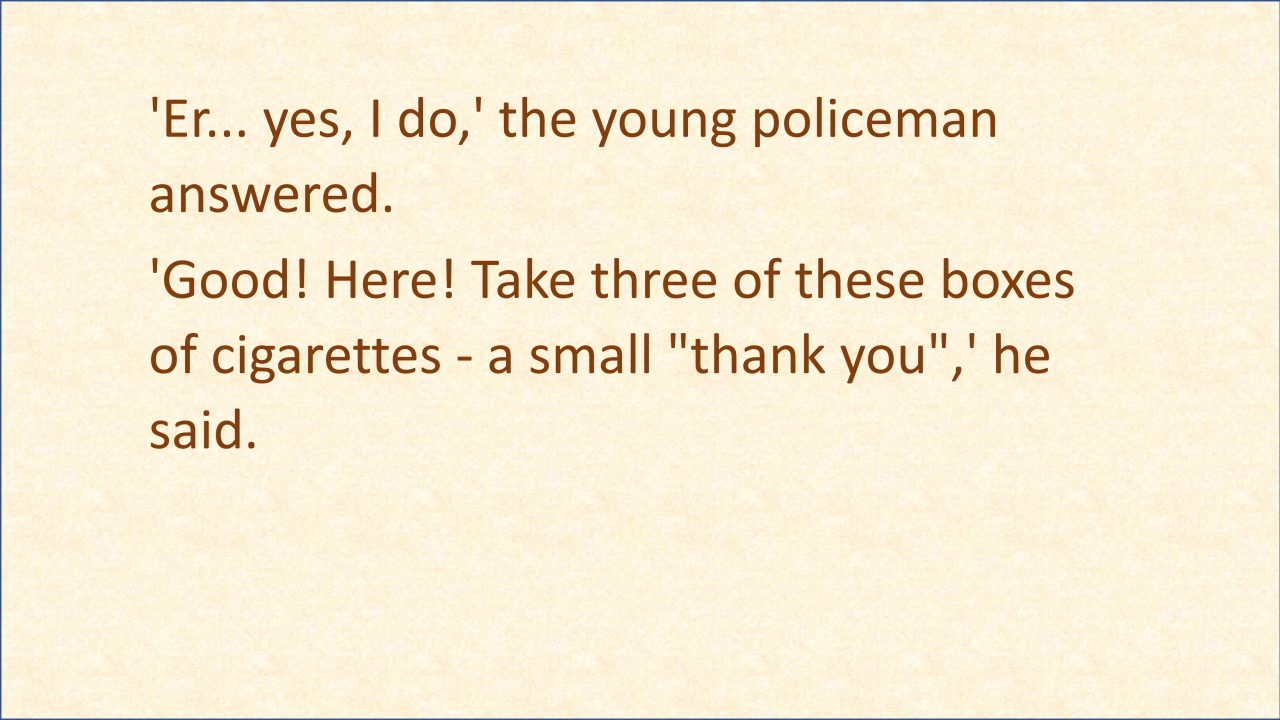 'Er... yes, I do,' the young policeman
answered.
'Good! Here! Take three of these boxes
of cigarettes - a small "thank you",' he
said.